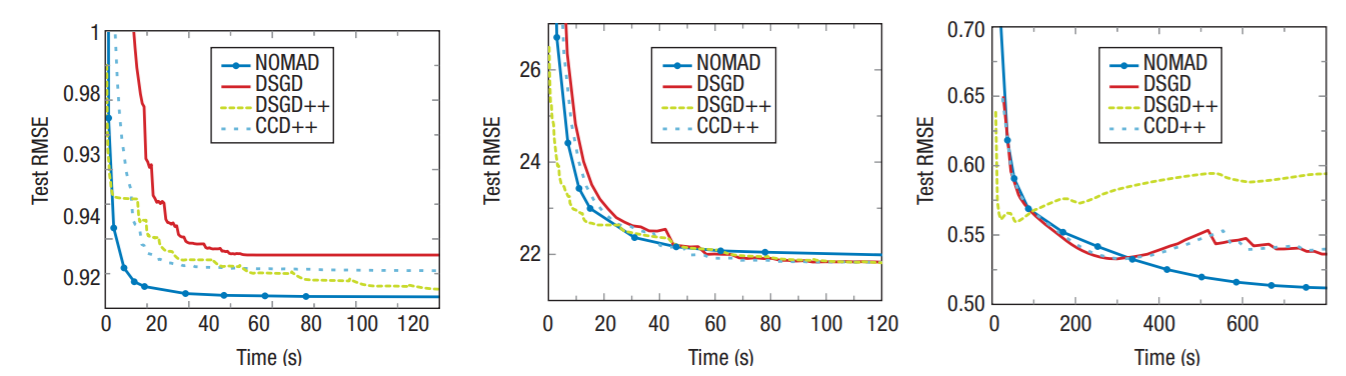 1
0.98
0.93
0.94
0.92
Test RMSE
NOMAD
DSGD
DSGD++
CCD++
0 20 40 60 80 100 120
Time (s)
26
24
22
Test RMSE
NOMAD
DSGD
DSGD++
CCD++
0 20 40 60 80 100 120
Time (s)
0.70
0.65
0.60
0.55
0.50
Test RMSE
NOMAD
DSGD
DSGD++
CCD++
0 200 400 600
Time (s)